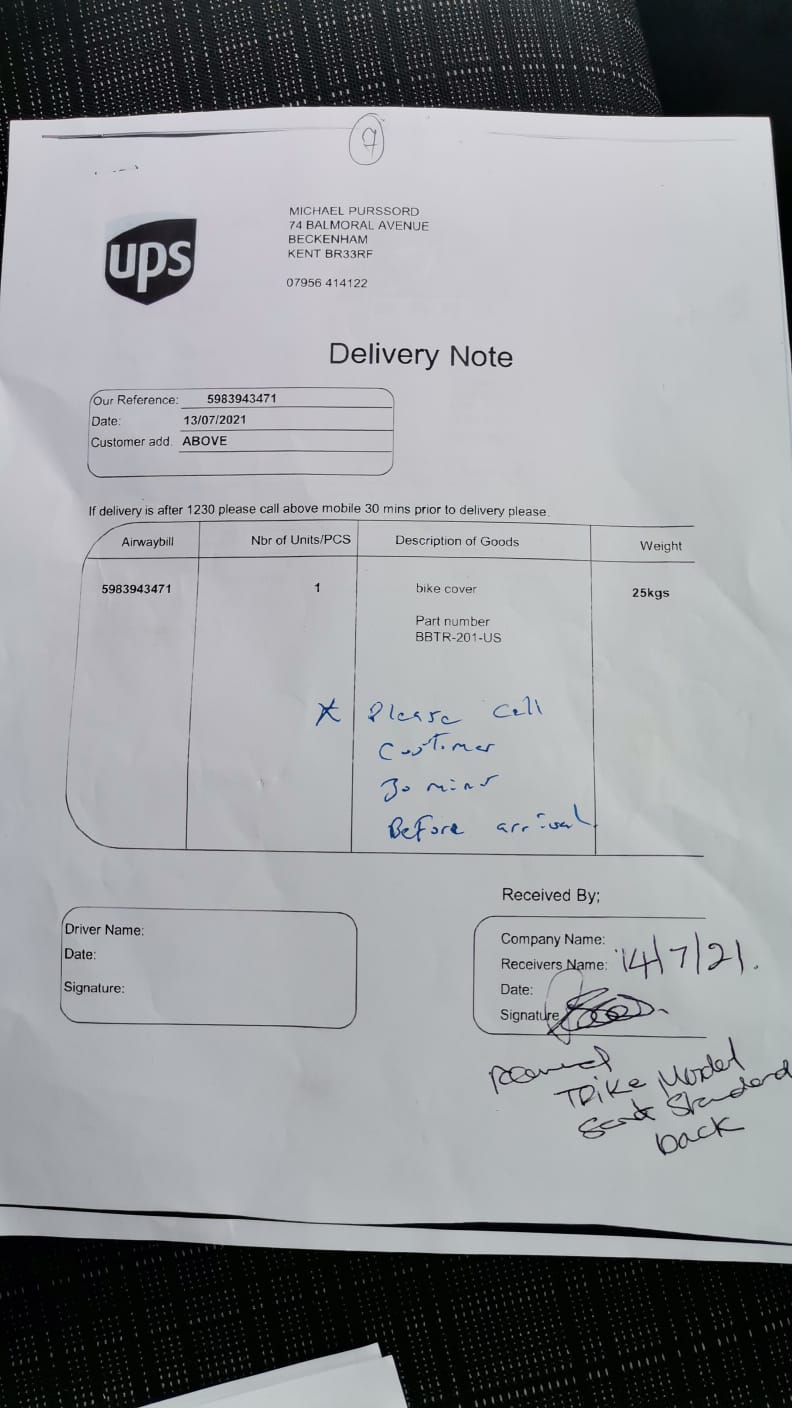 9
ups
MICHAEL PURSSORD
74 BALMORAL AVENUE
BECKENHAM
KENT BR33RF
07956 414122
Delivery Note
Our Reference: 5983943471
Date: 13/07/2021
Customer add. ABOVE
If delivery is after 1230 please call above mobile 30 mins prior to delivery please.
Airwaybill Nbr of Units/PCS Description of Goods Weight
5983943471 1 bike cover 25kgs
Part number
BBTR-201-US
* Please call
customer
30 mins
Before arrival
Received By;
Driver Name:
Date:
Signature:
Company Name:
Receivers Name: 14/7/21.
Date:
Signature
Received
TRike Model
Sent Standard
back